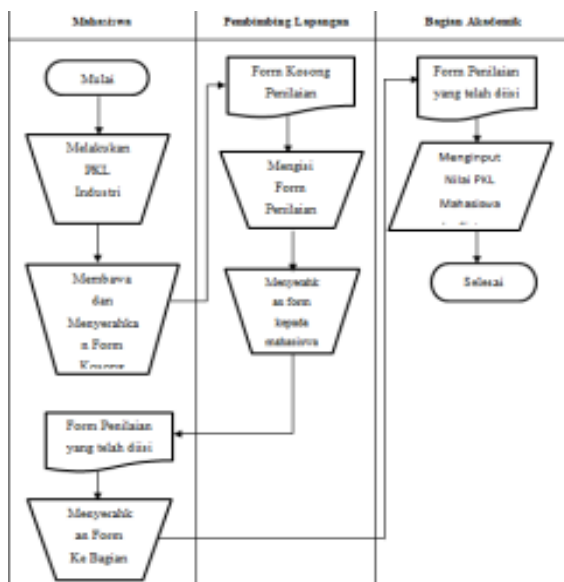 Mahasiswa
Pembimbing Lapangan
Bagian Akademik
Mulai
Melakukan
PKL
Industri
Membawa
dan
Menyerahka
n Form
Kosong
Form Penilaian
yang telah diisi
Menyerahk
an Form
Ke Bagian
Form Kosong
Penilaian
Mengisi
Form
Penilaian
Menyerahk
an form
kepada
mahasiswa
Form Penilaian
yang telah diisi
Menginput
Nilai PKL
Mahasiswa
Selesai